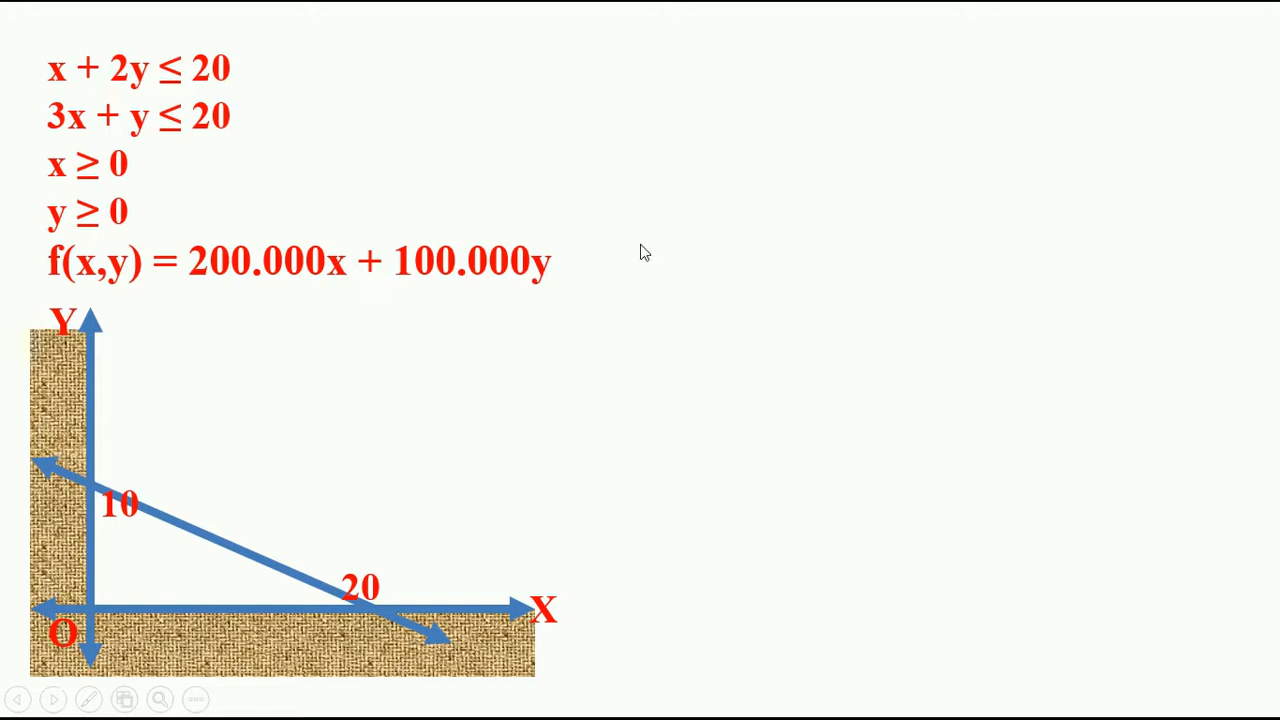 x + 2y ≤ 20
3x + y ≤ 20
x ≥ 0
y ≥ 0
f(x,y) = 200.000x + 100.000y
Y
10
20
X
O